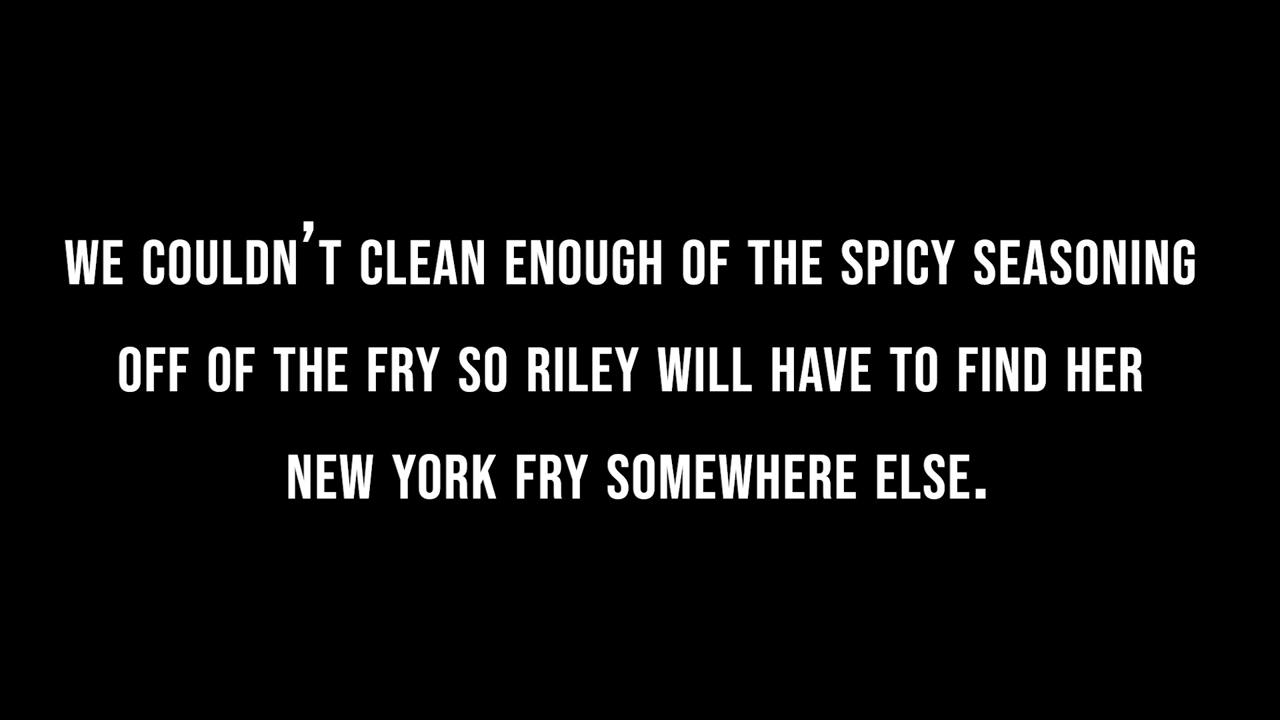 WE COULDN'T CLEAN ENOUGH OF THE SPICY SEASONING
OFF OF THE FRY SO RILEY WILL HAVE TO FIND HER
NEW YORK FRY SOMEWHERE ELSE.